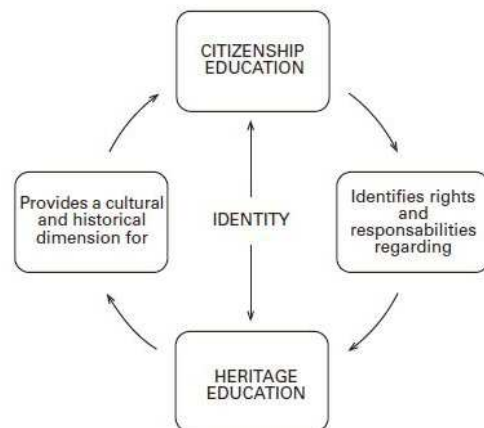 CITIZENSHIP
EDUCATION
Provides a cultural
and historical
dimension for
IDENTITY
Identifies rights
and
responsabilities
regarding
HERITAGE
EDUCATION